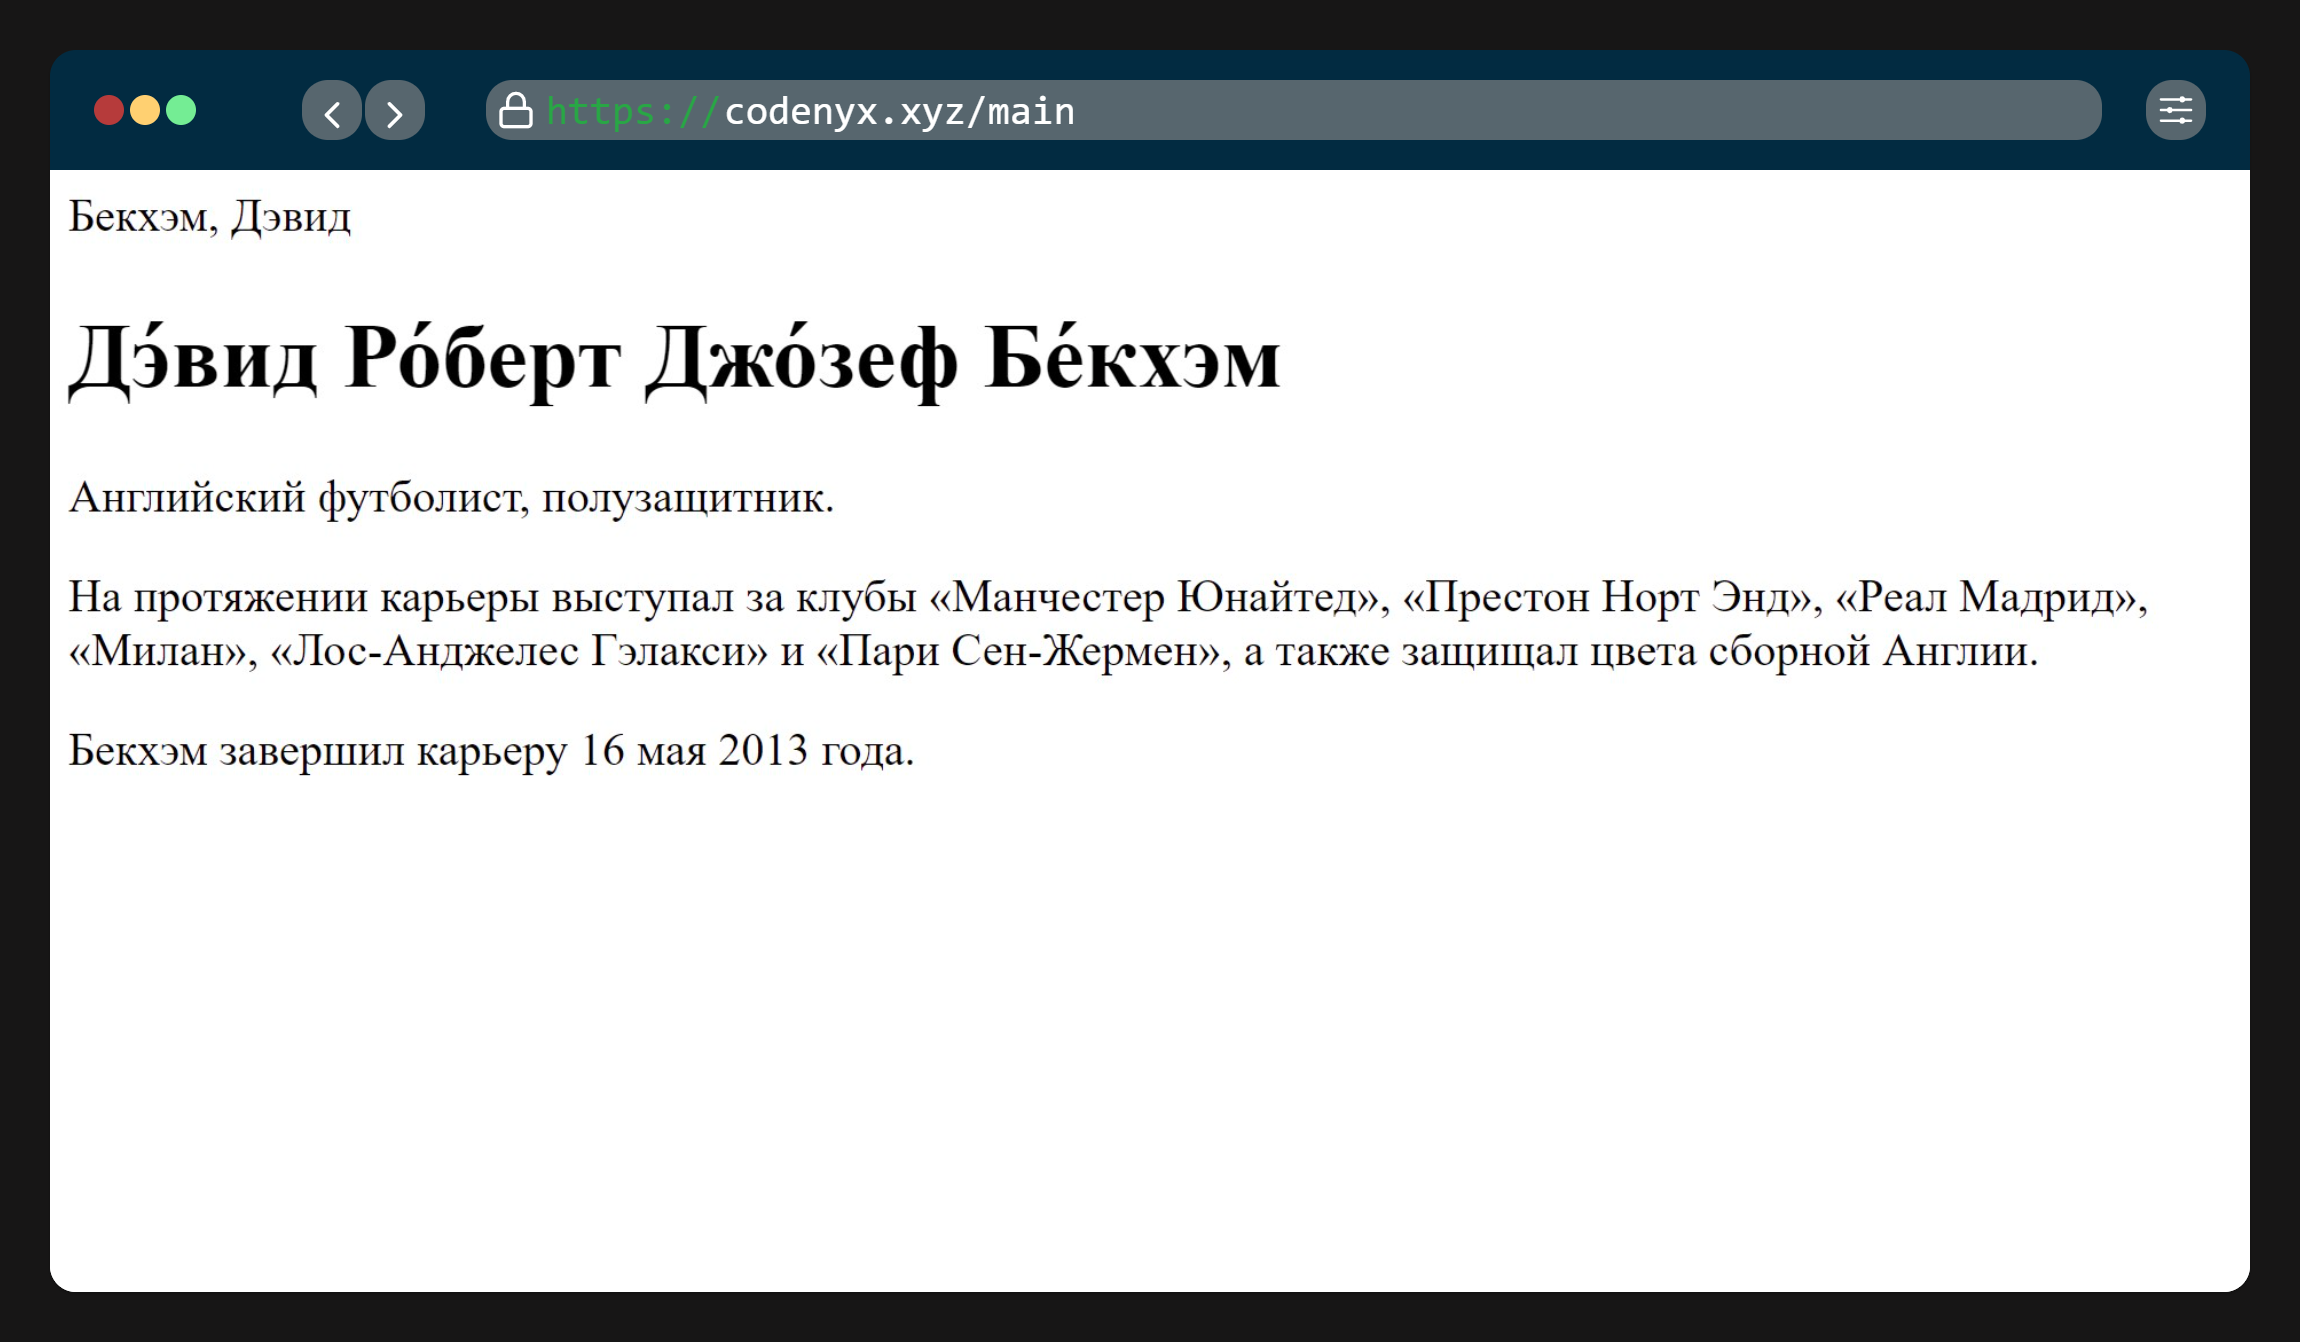 https://codenyx.xyz/main
Бекхэм, Дэвид
Дэ́вид Ро́берт Джо́зеф Бе́кхэм
Английский футболист, полузащитник.
На протяжении карьеры выступал за клубы «Манчестер Юнайтед», «Престон Норт Энд», «Реал Мадрид»,
«Милан», «Лос-Анджелес Гэлакси» и «Пари Сен-Жермен», а также защищал цвета сборной Англии.
Бекхэм завершил карьеру 16 мая 2013 года.